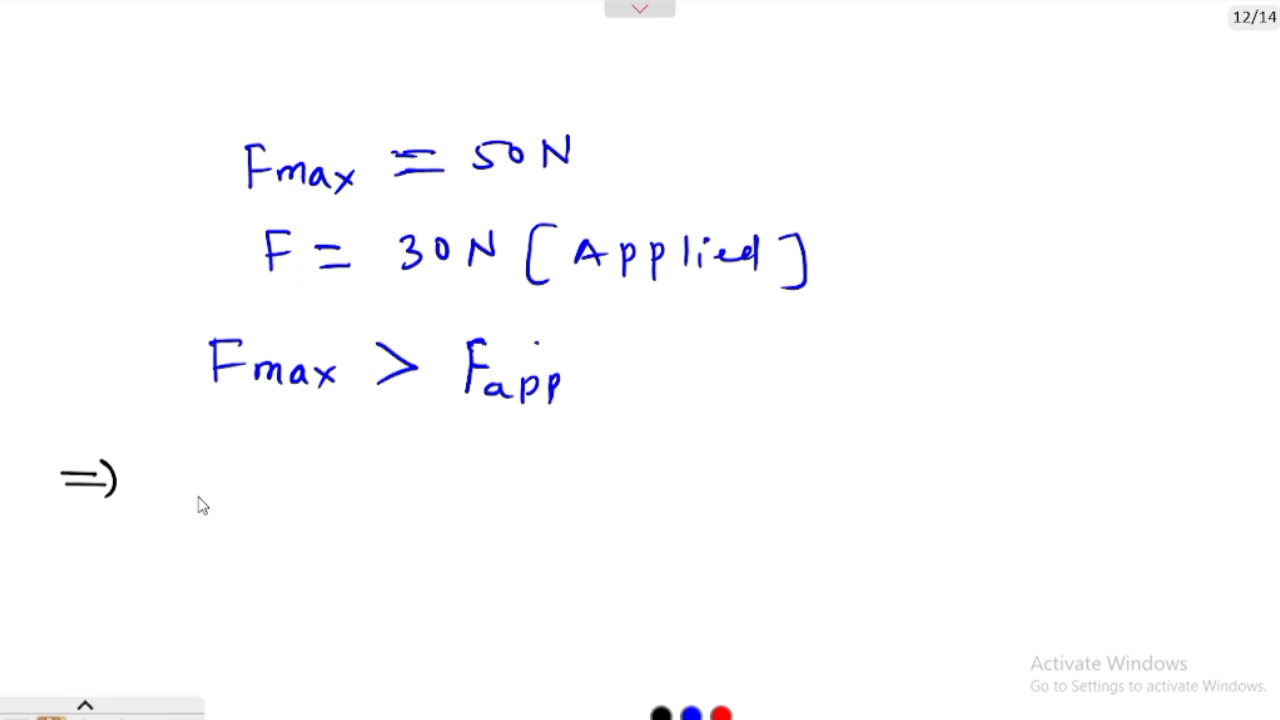 12/14
Fmax = 50N
F = 30N [Applied]
Fmax > Fapp
=>
Activate Windows
Go to Settings to activate Windows.